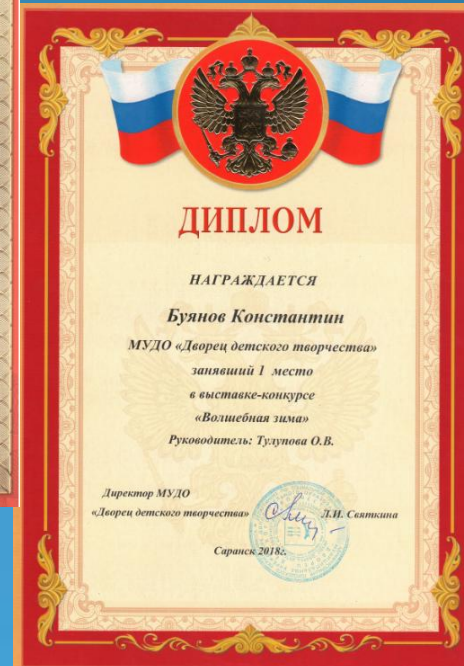 ДИПЛОМ
НАГРАЖДАЕТСЯ
Буянов Константин
МУДО «Дворец детского творчества»
занявший 1 место
в выставке-конкурсе
«Волшебная зима»
Руководитель: Тулупова О.В.
Директор МУДО
«Дворец детского творчества» Л.И. Святкина
Саранск 2018г.